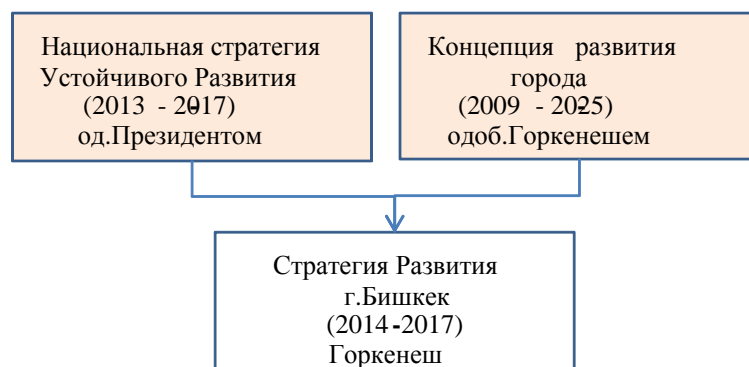 Национальная стратегия
Устойчивого Развития
(2013 - 2017)
од.Президентом
Концепция развития
города
(2009 - 2025)
одоб.Горкенешем
Стратегия Развития
г.Бишкек
(2014-2017)
Горкенеш